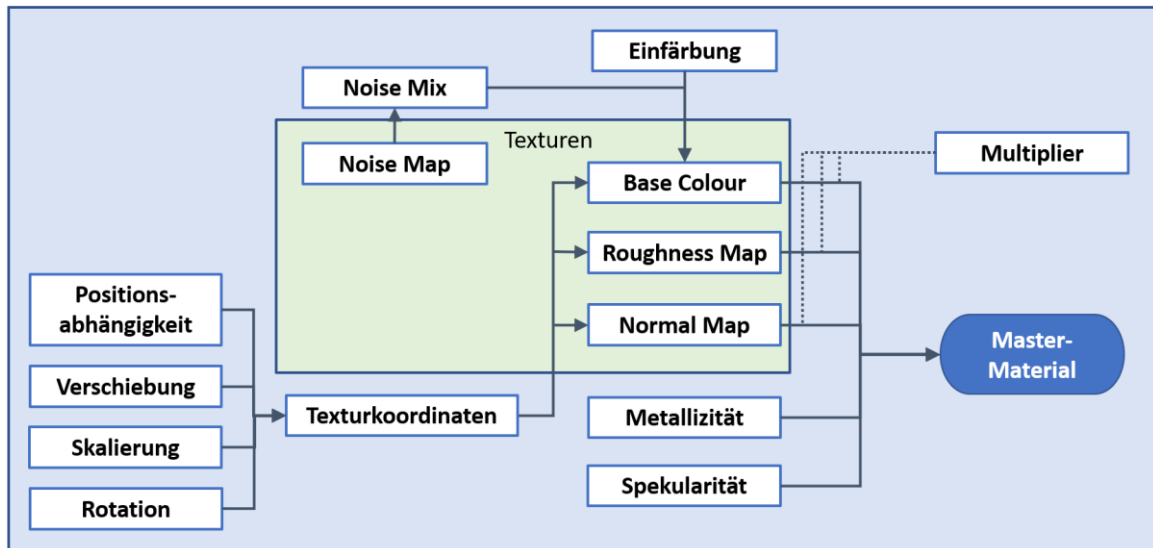 Einfärbung
Noise Mix
Texturen
Noise Map
Multiplier
Base Colour
Roughness Map
Positions-
abhängigkeit
Normal Map
Master-
Material
Verschiebung
Texturkoordinaten
Metallizität
Skalierung
Spekularität
Rotation